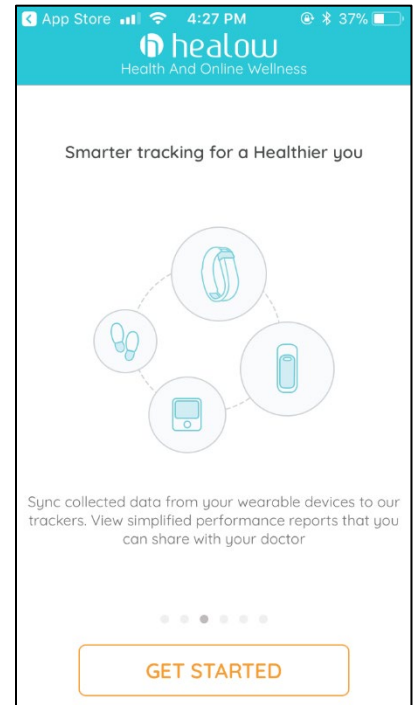 App Store 4:27 PM 37%
healow
Health And Online Wellness
Smarter tracking for a Healthier you
Sync collected data from your wearable devices to our
trackers. View simplified performance reports that you
can share with your doctor
GET STARTED